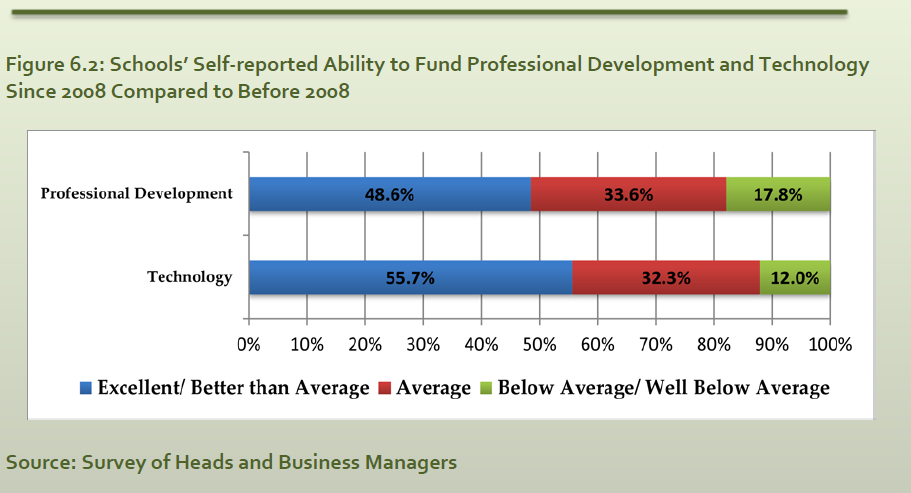 Figure 6.2: Schools' Self-reported Ability to Fund Professional Development and Technology
Since 2008 Compared to Before 2008
Professional Development
48.6%
33.6%
17.8%
Technology
55.7%
32.3%
12.0%
0% 10% 20% 30% 40% 50% 60% 70% 80% 90% 100%
Excellent/ Better than Average Average Below Average/ Well Below Average
Source: Survey of Heads and Business Managers